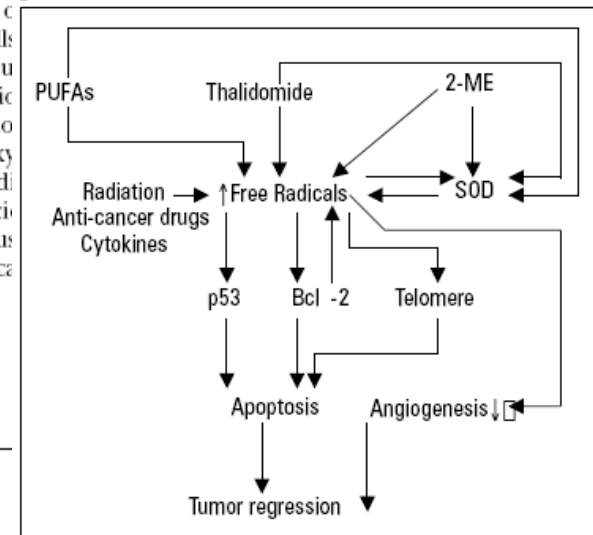 PUFAs
Thalidomide
2-ME
Radiation
Anti-cancer drugs
Cytokines
↑Free Radicals
SOD
p53
Bcl -2
Telomere
Apoptosis
Angiogenesis↓
Tumor regression